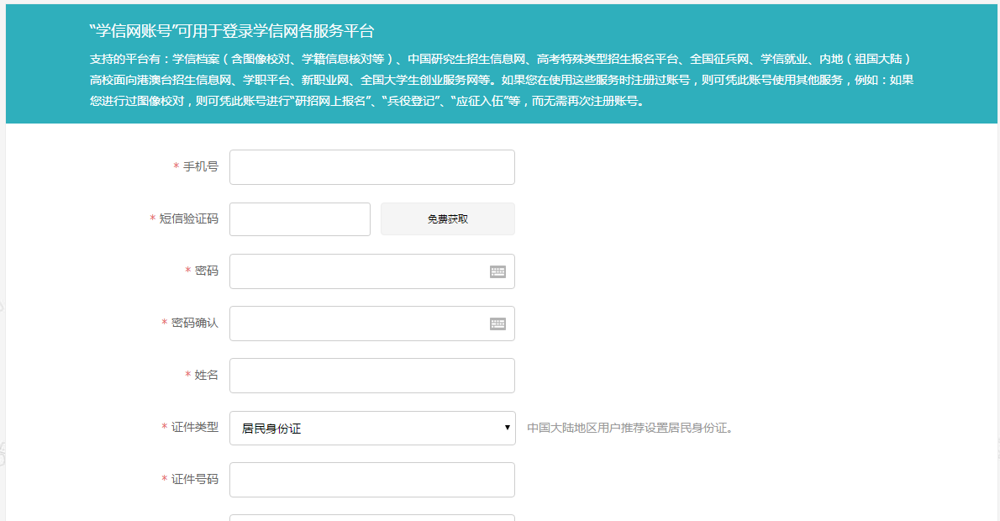 “学信网账号”可用于登录学信网各服务平台
支持的平台有：学信档案（含图像校对、学籍信息核对等）、中国研究生招生信息网、高考特殊类型招生报名平台、全国征兵网、学信就业、内地（祖国大陆）
高校面向港澳台招生信息网、学职平台、新职业网、全国大学生创业服务网等。如果您在使用这些服务时注册过账号，则可凭此账号使用其他服务，例如：如果
您进行过图像校对，则可凭此账号进行“研招网上报名”、“兵役登记”、“应征入伍”等，而无需再次注册账号。
* 手机号
* 短信验证码 免费获取
* 密码
* 密码确认
* 姓名
* 证件类型 居民身份证 中国大陆地区用户推荐设置居民身份证。
* 证件号码